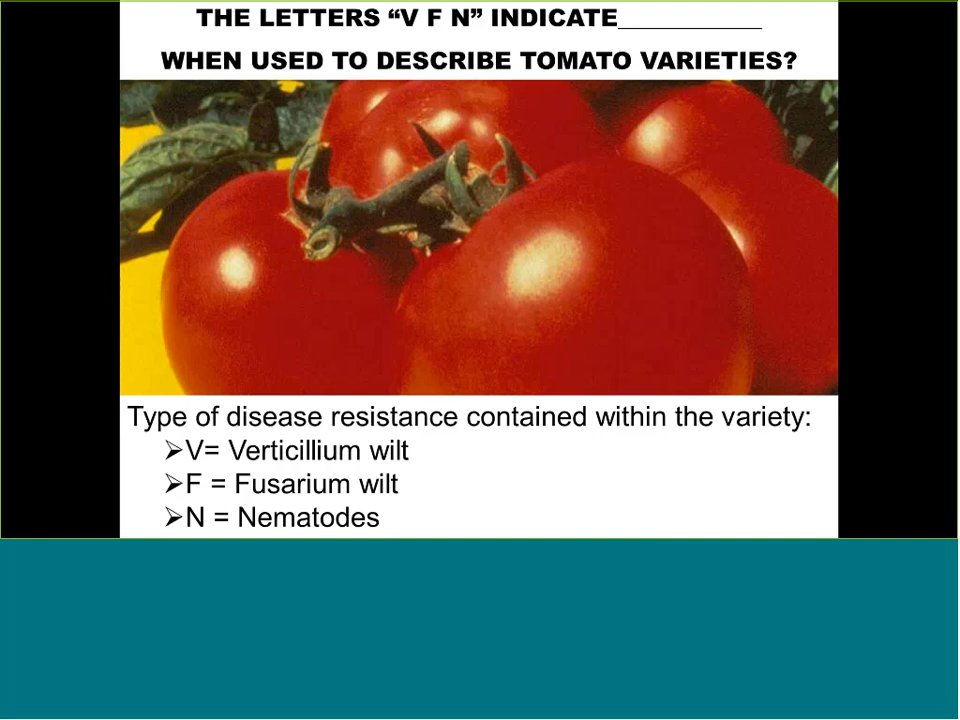 THE LETTERS “V F N” INDICATE___________
WHEN USED TO DESCRIBE TOMATO VARIETIES?
Type of disease resistance contained within the variety:
➢V= Verticillium wilt
➢F = Fusarium wilt
➢N = Nematodes